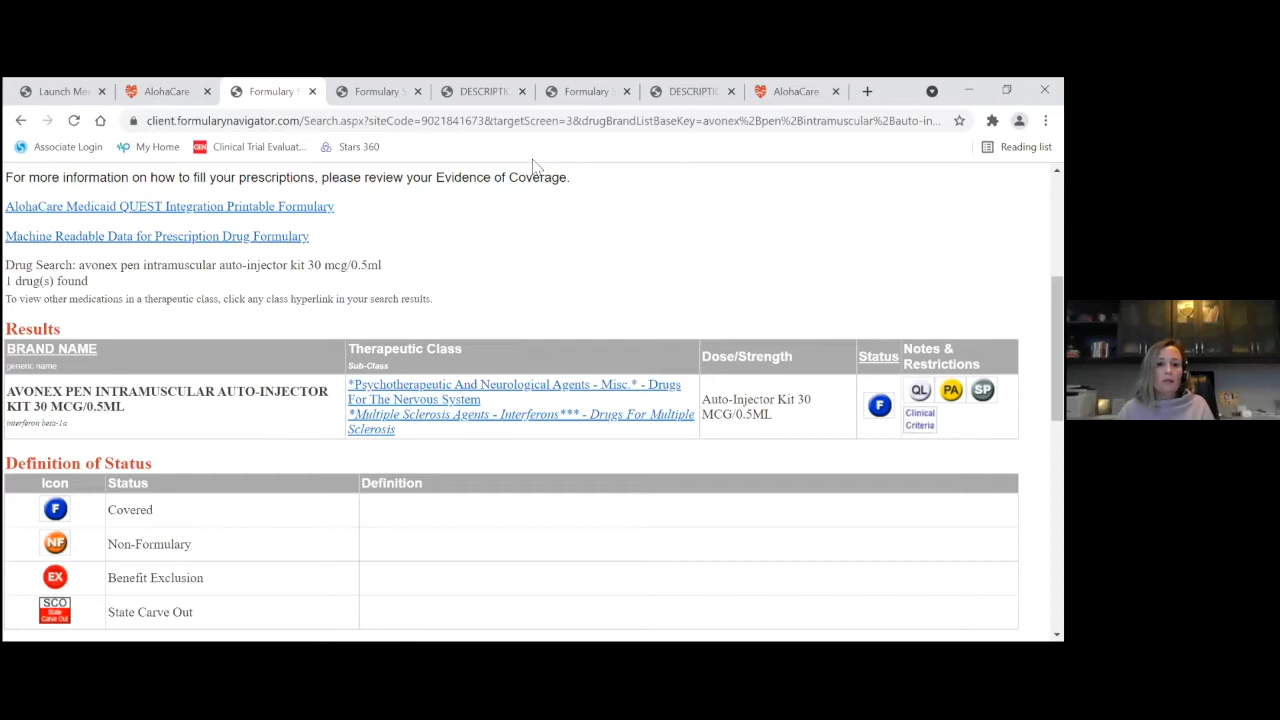 Launch Me
AlohaCare
Formulary S
Formulary S
DESCRIPTIC
Formulary S
DESCRIPTIC
AlohaCare
client.formularynavigator.com/Search.aspx?siteCode=9021841673&targetScreen=3&drugBrandListBaseKey=avonex%2Bpen%2Bintramuscular%2Bauto-in...
Associate Login
My Home
GEN Clinical Trial Evaluat...
Stars 360
Reading list
For more information on how to fill your prescriptions, please review your Evidence of Coverage.
AlohaCare Medicaid QUEST Integration Printable Formulary
Machine Readable Data for Prescription Drug Formulary
Drug Search: avonex pen intramuscular auto-injector kit 30 mcg/0.5ml
1 drug(s) found
To view other medications in a therapeutic class, click any class hyperlink in your search results.
Results
BRAND NAME
generic name
Therapeutic Class
Sub-Class
Dose/Strength
Status
Notes &
Restrictions
AVONEX PEN INTRAMUSCULAR AUTO-INJECTOR
KIT 30 MCG/0.5ML
interferon beta-1a
*Psychotherapeutic And Neurological Agents - Misc.* - Drugs
For The Nervous System
*Multiple Sclerosis Agents - Interferons*** - Drugs For Multiple
Sclerosis
Auto-Injector Kit 30
MCG/0.5ML
F
QL PA SP
Clinical
Criteria
Definition of Status
Icon Status Definition
F Covered
NF Non-Formulary
EX Benefit Exclusion
SCO
State
Carve Out
State Carve Out